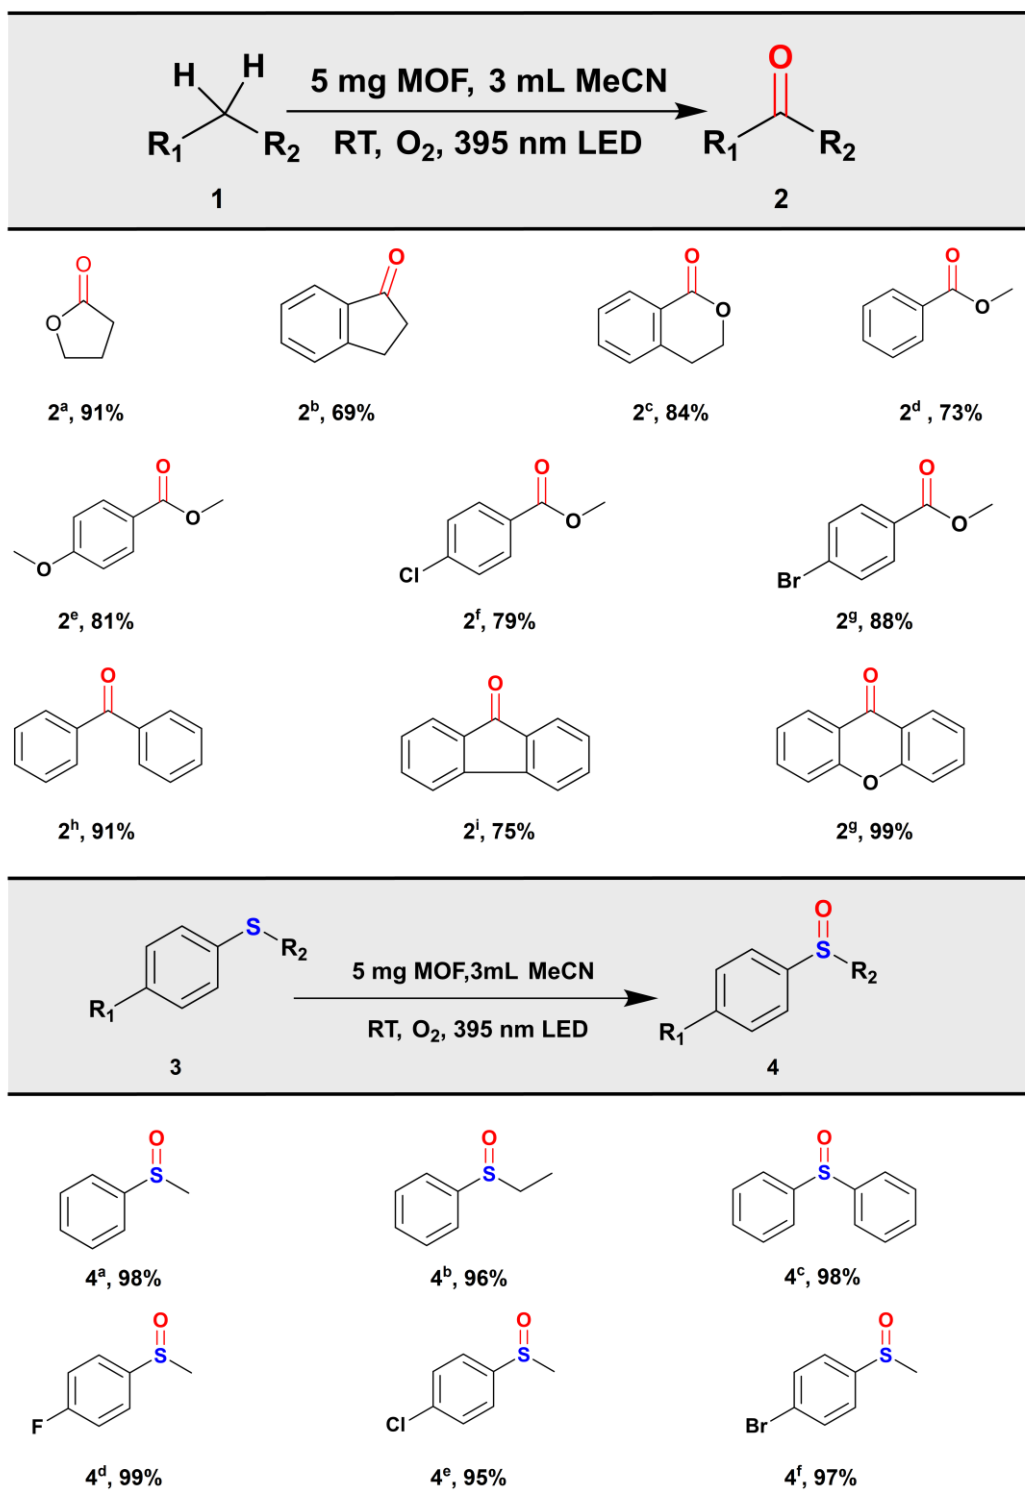 H H
R₁ R₂
1
5 mg MOF, 3 mL MeCN
RT, O₂, 395 nm LED
O
R₁ R₂
2
O
O
2ᵃ, 91%
O
2ᵇ, 69%
O
O
2ᶜ, 84%
O
O
2ᵈ , 73%
O
O
O
2ᵉ, 81%
O
O
Cl
2ᶠ, 79%
O
O
Br
2ᵍ, 88%
O
2ʰ, 91%
O
2ⁱ, 75%
O
O
2ᵍ, 99%
S
R₂
R₁
3
5 mg MOF,3mL MeCN
RT, O₂, 395 nm LED
O
S
R₂
R₁
4
O
S
4ᵃ, 98%
O
S
4ᵇ, 96%
O
S
4ᶜ, 98%
O
S
F
4ᵈ, 99%
O
S
Cl
4ᵉ, 95%
O
S
Br
4ᶠ, 97%